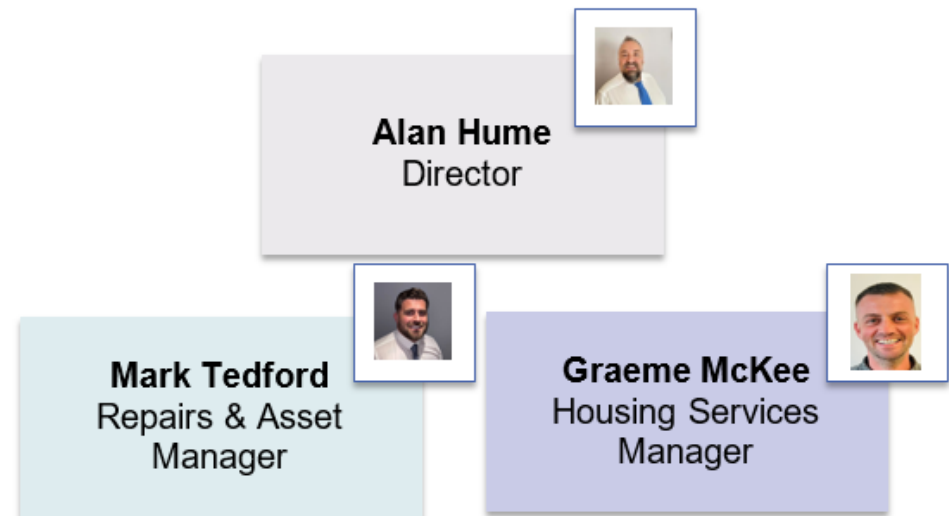 Alan Hume
Director
Mark Tedford
Repairs & Asset
Manager
Graeme McKee
Housing Services
Manager